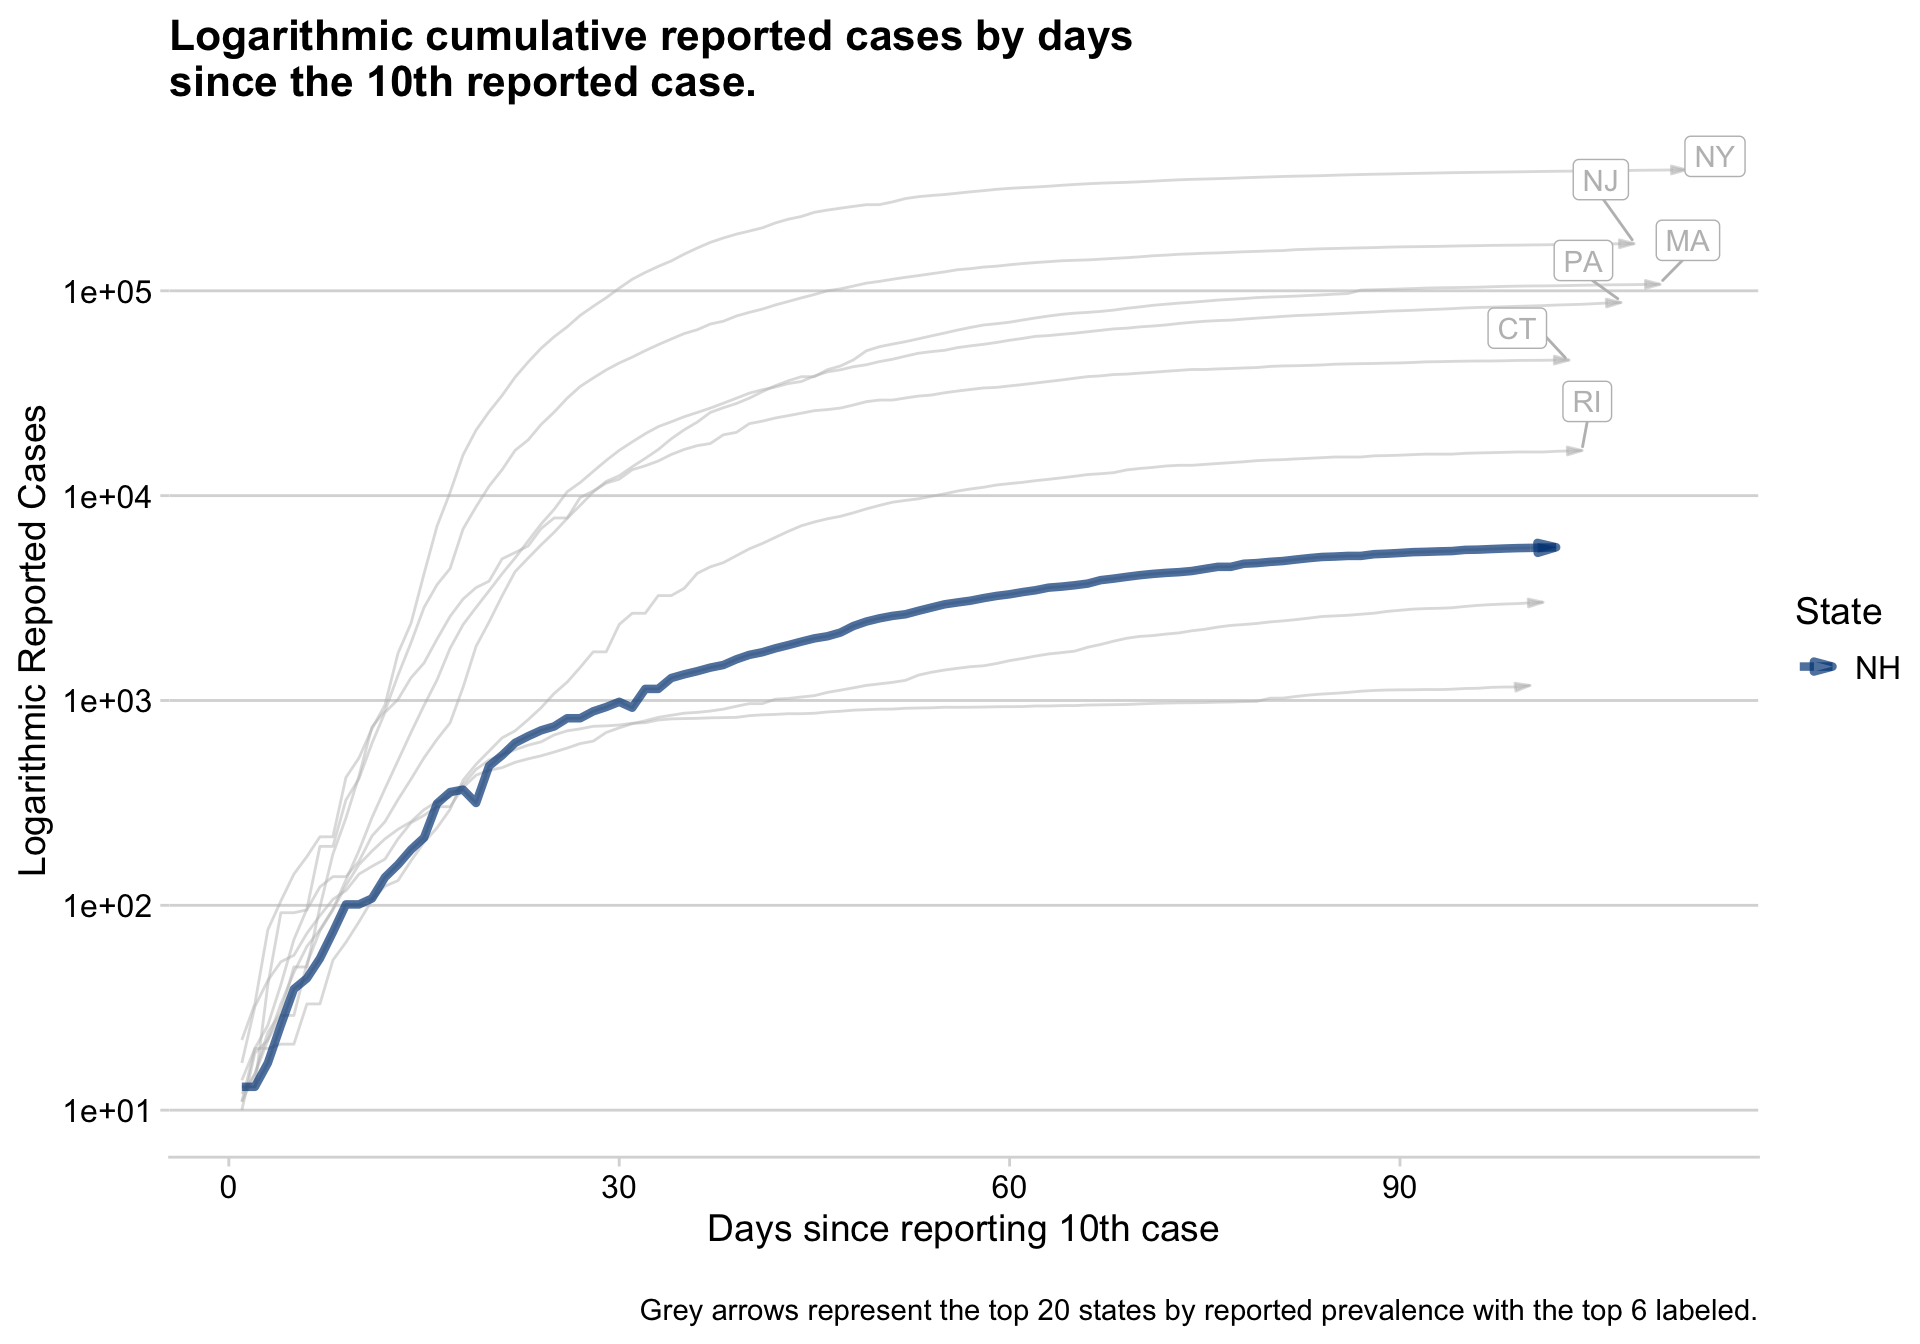 Logarithmic cumulative reported cases by days
since the 10th reported case.
NY
NJ
MA
PA
CT
RI
1e+05
1e+04
1e+03
1e+02
1e+01
Logarithmic Reported Cases
State
NH
0 30 60 90
Days since reporting 10th case
Grey arrows represent the top 20 states by reported prevalence with the top 6 labeled.